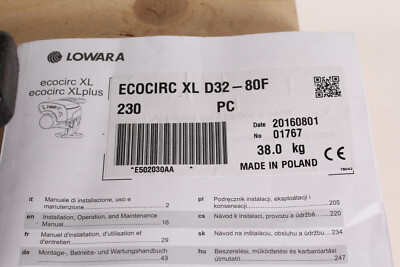 LOWARA
ecocirc XL
ecocirc XLplus
ECOCIRC XL D32-80F
230 PC
Date 20160801
No 01767
38.0 kg
*E502030AA*
MADE IN POLAND CE
78043
it Manuale di installazione, uso e manutenzione 2
en Installation, Operation, and Maintenance Manual 16
fr Manuel d'installation, d'utilisation et d'entretien 29
de Montage-, Betriebs- und Wartungshandbuch 43
pl Podręcznik instalacji, eksploatacji i konserwacji 205
cs Návod k instalaci, provozu a údržbě 220
sk Návod na inštaláciu, obsluhu a údržbu 234
hu Beszerelési, működtetési és karbantartási útmutató 247